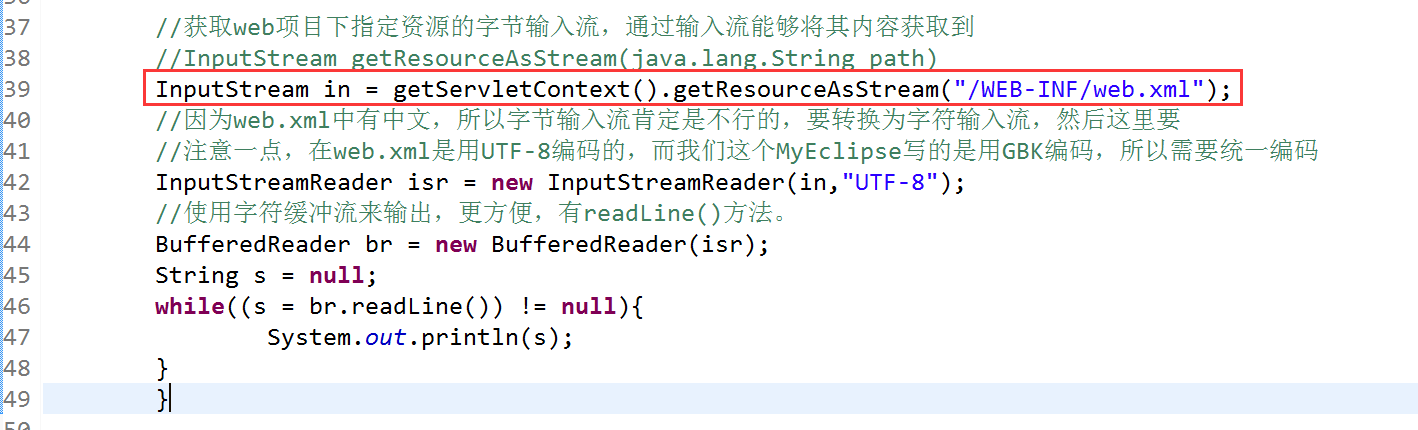 37 //获取web项目下指定资源的字节输入流，通过输入流能够将其内容获取到
38 //InputStream getResourceAsStream(java.lang.String path)
39 InputStream in = getServletContext().getResourceAsStream("/WEB-INF/web.xml");
40 //因为web.xml中有中文，所以字节输入流肯定是不行的，要转换为字符输入流，然后这里要
41 //注意一点，在web.xml是用UTF-8编码的，而我们这个MyEclipse写的是用GBK编码，所以需要统一编码
42 InputStreamReader isr = new InputStreamReader(in,"UTF-8");
43 //使用字符缓冲流来输出，更方便，有readLine()方法。
44 BufferedReader br = new BufferedReader(isr);
45 String s = null;
46 while((s = br.readLine()) != null){
47 System.out.println(s);
48 }
49 }